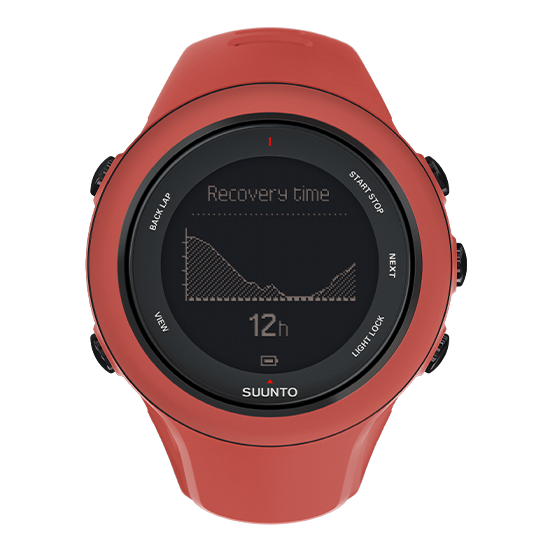 Recovery time
BACK LAP
START STOP
NEXT
VIEW
LIGHT LOCK
12h
SUUNTO